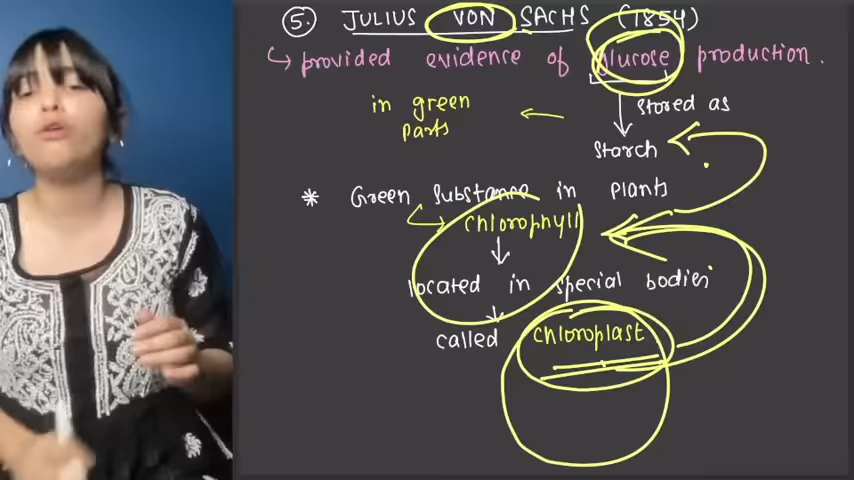 5. JULIUS VON SACHS (1854)
↳ provided evidence of glucose production.
in green parts ← ↓ stored as
starch
* Green substance in plants
↳ chlorophyll
↓
located in special bodies
↓
called chloroplast